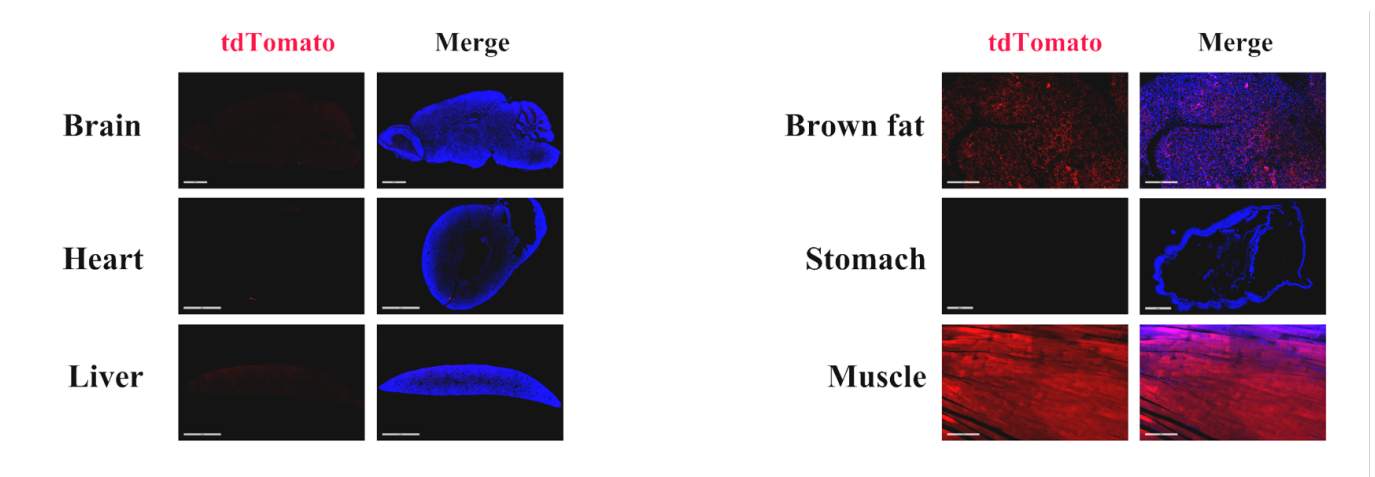 tdTomato Merge
Brain
Heart
Liver
tdTomato Merge
Brown fat
Stomach
Muscle